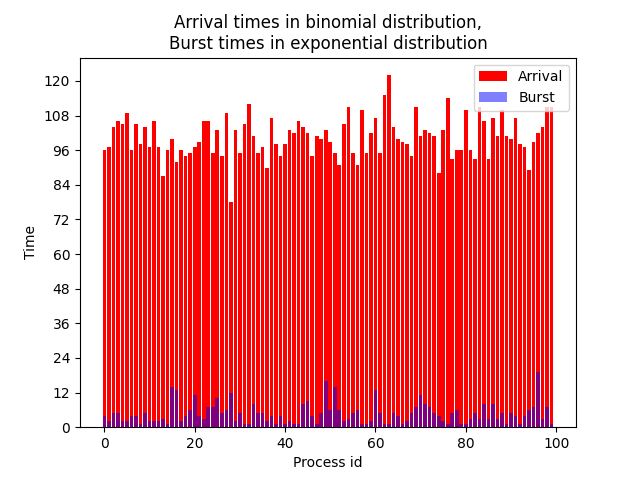 Arrival times in binomial distribution,
Burst times in exponential distribution
Arrival
Burst
120
108
96
84
72
60
48
36
24
12
0
Time
0 20 40 60 80 100
Process id